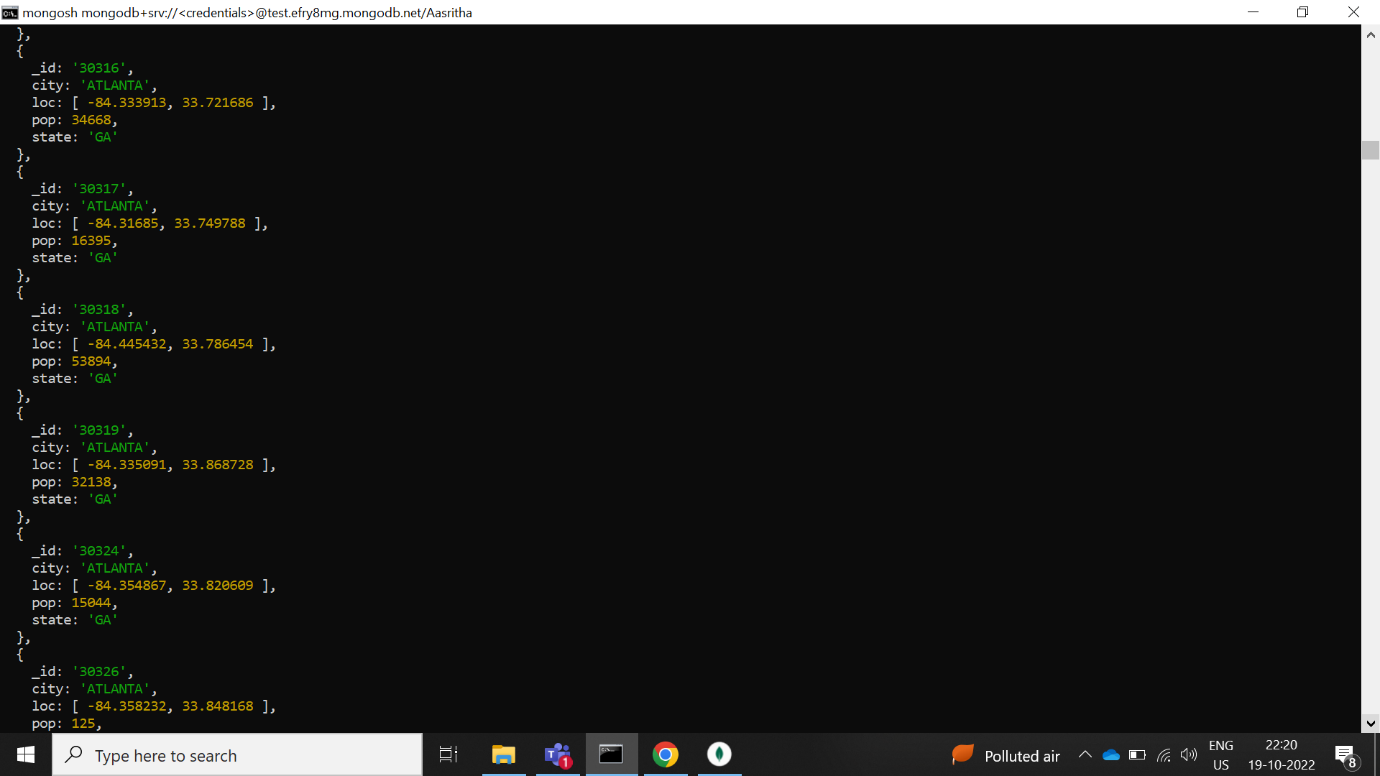 mongosh mongodb+srv://<credentials>@test.efry8mg.mongodb.net/Aasritha
},
{
_id: '30316',
city: 'ATLANTA',
loc: [ -84.333913, 33.721686 ],
pop: 34668,
state: 'GA'
},
{
_id: '30317',
city: 'ATLANTA',
loc: [ -84.31685, 33.749788 ],
pop: 16395,
state: 'GA'
},
{
_id: '30318',
city: 'ATLANTA',
loc: [ -84.445432, 33.786454 ],
pop: 53894,
state: 'GA'
},
{
_id: '30319',
city: 'ATLANTA',
loc: [ -84.335091, 33.868728 ],
pop: 32138,
state: 'GA'
},
{
_id: '30324',
city: 'ATLANTA',
loc: [ -84.354867, 33.820609 ],
pop: 15044,
state: 'GA'
},
{
_id: '30326',
city: 'ATLANTA',
loc: [ -84.358232, 33.848168 ],
pop: 125,
Type here to search
1
Polluted air
ENG
US
22:20
19-10-2022
8